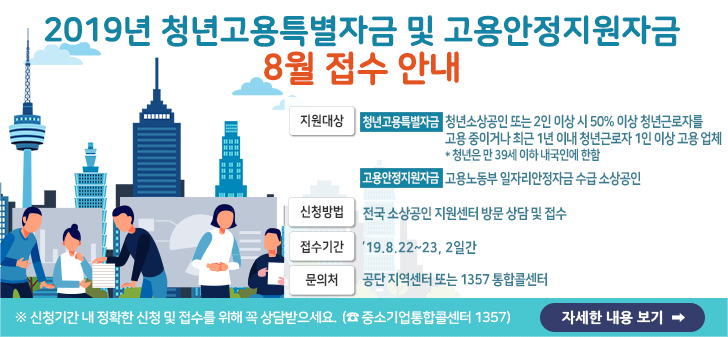 2019년 청년고용특별자금 및 고용안정지원자금
8월 접수 안내
지원대상
청년고용특별자금 청년소상공인 또는 2인 이상 시 50% 이상 청년근로자를
고용 중이거나 최근 1년 이내 청년근로자 1인 이상 고용 업체
* 청년은 만 39세 이하 내국인에 한함
고용안정지원자금 고용노동부 일자리안정자금 수급 소상공인
신청방법 전국 소상공인 지원센터 방문 상담 및 접수
접수기간 '19.8.22~23, 2일간
문의처 공단 지역센터 또는 1357 통합콜센터
※ 신청기간 내 정확한 신청 및 접수를 위해 꼭 상담받으세요. (☎ 중소기업통합콜센터 1357)
자세한 내용 보기 ➡